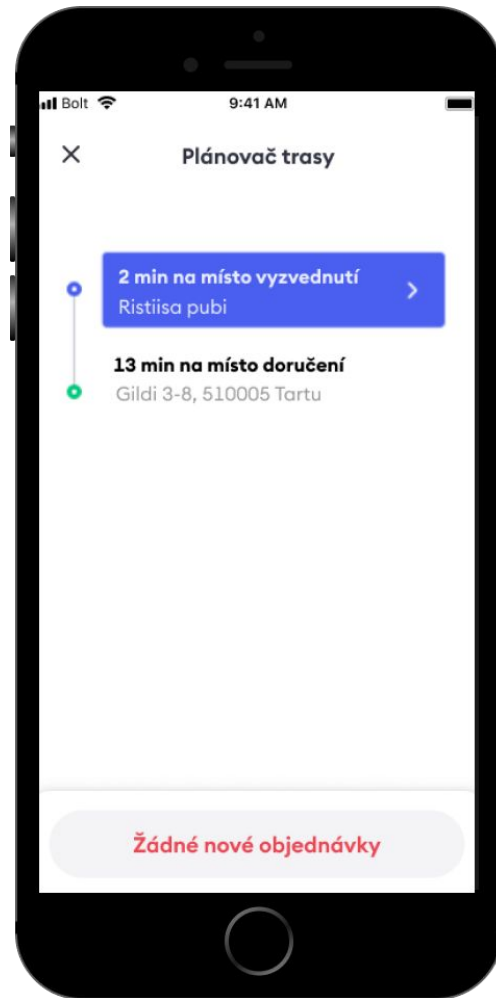 Bolt 9:41 AM
Plánovač trasy
2 min na místo vyzvednutí
Ristiisa pubi
13 min na místo doručení
Gildi 3-8, 510005 Tartu
Žádné nové objednávky